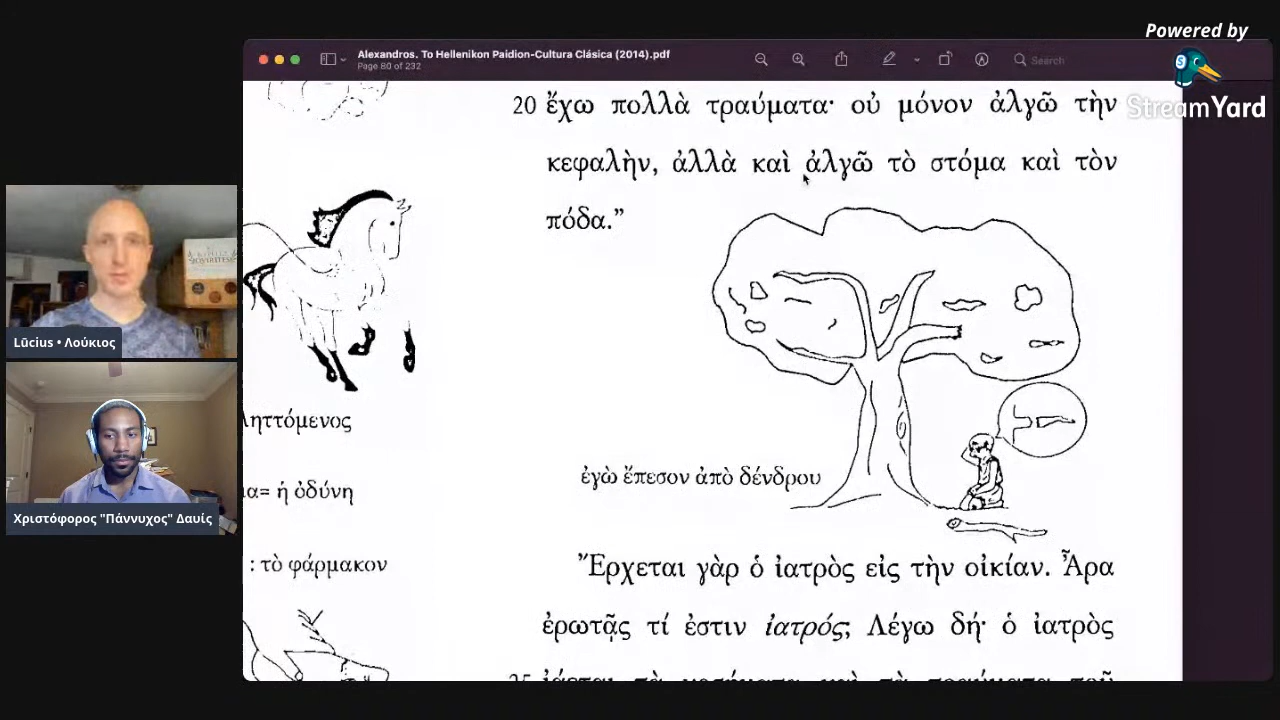 Powered by
StreamYard
Alexandros. To Hellenikon Paidion-Cultura Clásica (2014).pdf
Page 80 of 232
Search
20 ἔχω πολλὰ τραύματα· οὐ μόνον ἀλγῶ τὴν
κεφαλὴν, ἀλλὰ καὶ ἀλγῶ τὸ στόμα καὶ τὸν
πόδα.”
ληττόμενος
ἐγὼ ἔπεσον ἀπὸ δένδρου
μα= ἡ ὀδύνη
: τὸ φάρμακον
Ἔρχεται γὰρ ὁ ἰατρὸς εἰς τὴν οἰκίαν. Ἆρα
ἐρωτᾷς τί ἐστιν ἰατρός; Λέγω δή· ὁ ἰατρὸς
Lūcius • Λούκιος
Χριστόφορος "Πάννυχος" Δαυίς